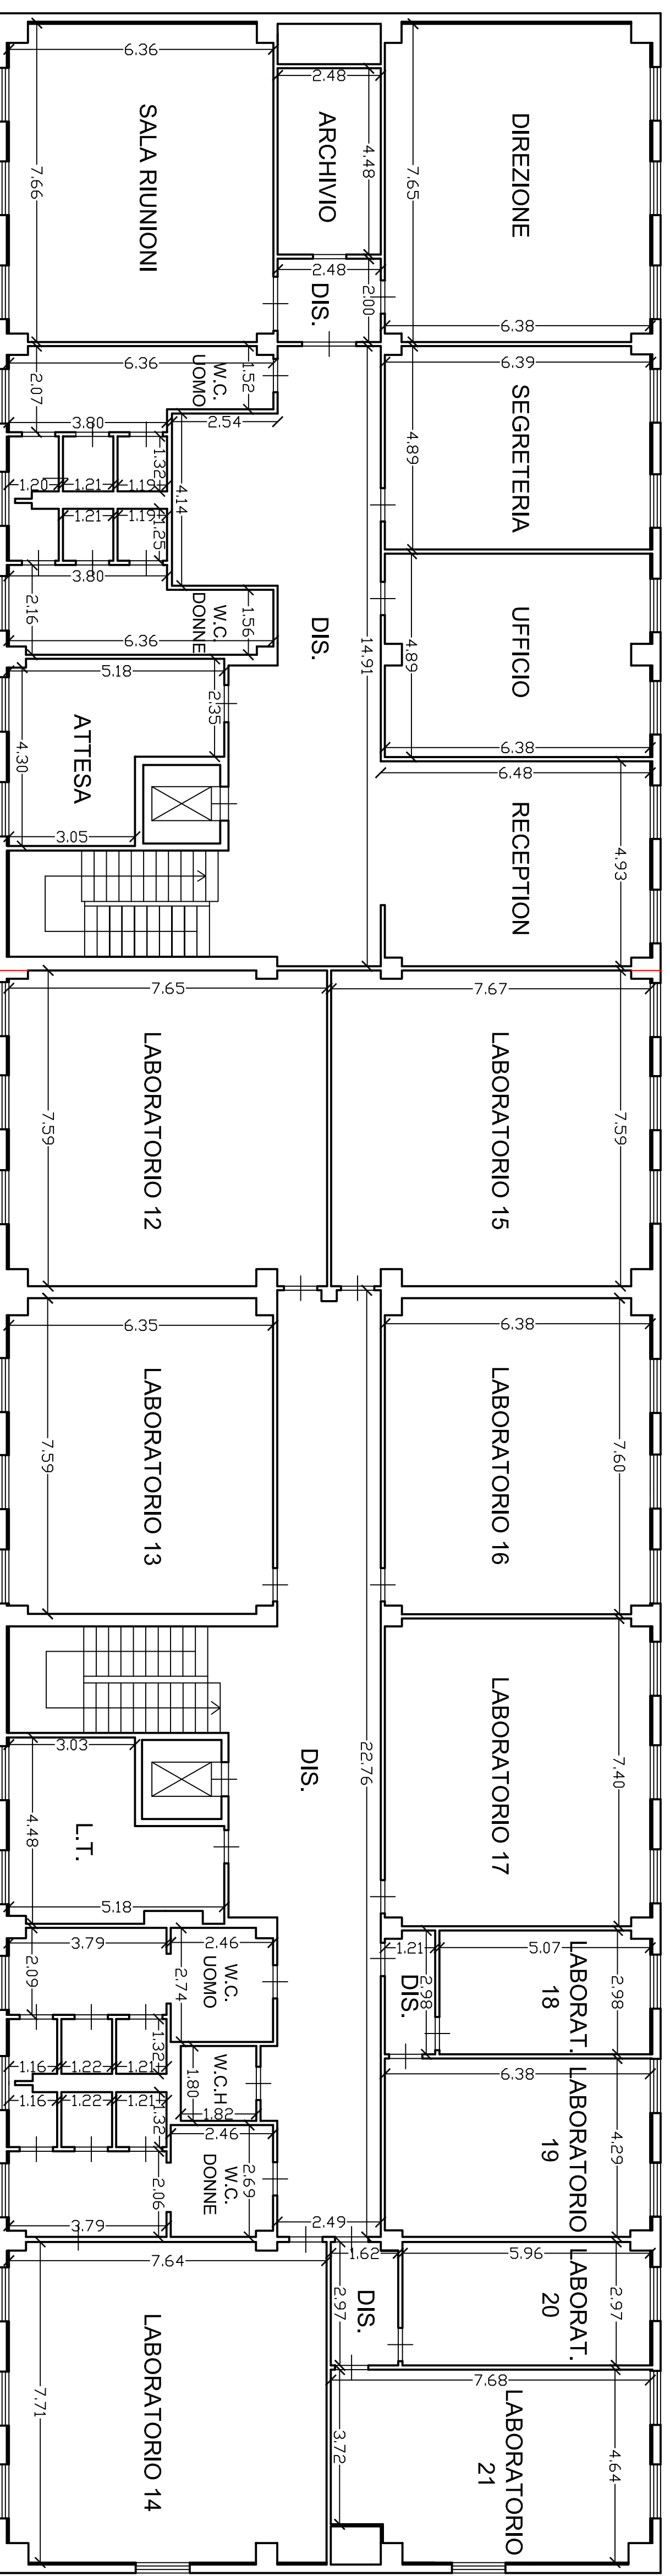 6.36
7.66
SALA RIUNIONI
2.48
4.48
ARCHIVIO
7.65
DIREZIONE
6.38
2.48
2.00
DIS.
6.36
2.07
W.C.
UOMO
1.52
3.80
2.54
1.32
1.20
1.21
1.19
4.14
1.21
1.19
1.25
3.80
2.16
W.C.
DONNE
1.56
6.36
6.39
4.89
SEGRETERIA
DIS.
14.91
4.89
UFFICIO
6.38
5.18
2.35
ATTESA
4.30
3.05
6.48
RECEPTION
4.93
7.65
7.67
LABORATORIO 12
7.59
LABORATORIO 15
7.59
6.35
6.38
LABORATORIO 13
7.59
LABORATORIO 16
7.60
DIS.
22.76
LABORATORIO 17
7.40
3.03
4.48
L.T.
5.18
3.79
2.46
2.09
2.74
W.C.
UOMO
1.32
1.16
1.22
1.21
1.80
W.C.H
1.82
1.16
1.22
1.21
1.32
2.46
W.C.
DONNE
2.69
2.06
3.79
2.49
1.21
5.07
DIS.
2.98
LABORAT.
18
2.98
6.38
LABORATORIO
19
4.29
7.64
1.62
5.96
2.97
DIS.
LABORAT.
20
2.97
7.68
LABORATORIO 14
7.71
3.72
LABORATORIO
21
4.64